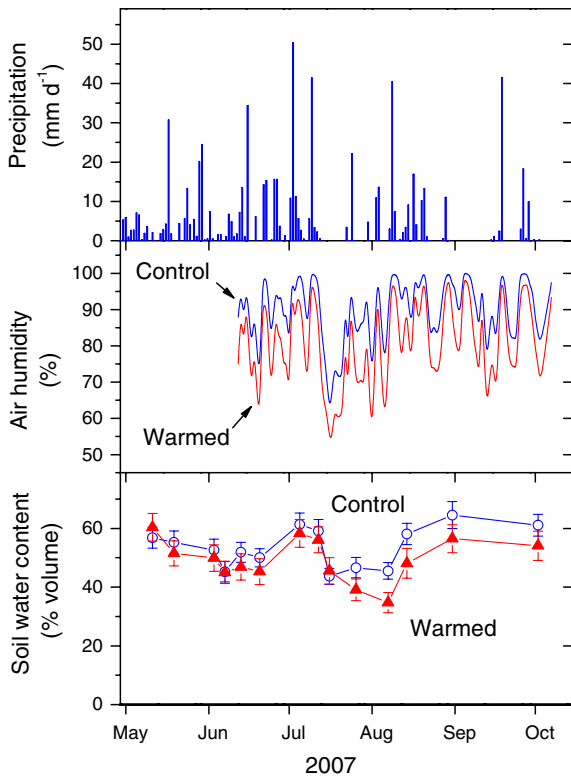 Precipitation
(mm d⁻¹)
50
40
30
20
10
0
Air humidity
(%)
100
90
80
70
60
50
Control
Warmed
Soil water content
(% volume)
60
40
20
0
Control
Warmed
May Jun Jul Aug Sep Oct
2007